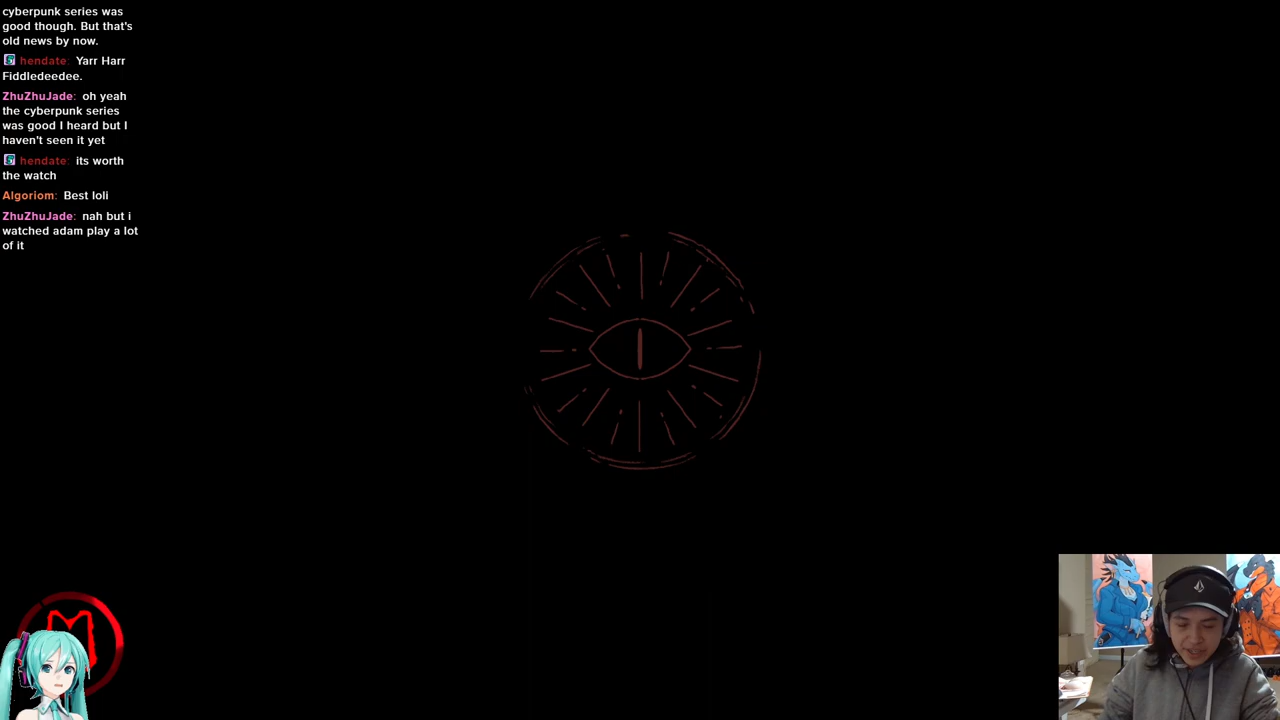 cyberpunk series was
good though. But that's
old news by now.
hendate: Yarr Harr
Fiddledeedee.
ZhuZhuJade: oh yeah
the cyberpunk series
was good I heard but I
haven't seen it yet
hendate: its worth
the watch
Algoriom: Best loli
ZhuZhuJade: nah but i
watched adam play a lot
of it
M